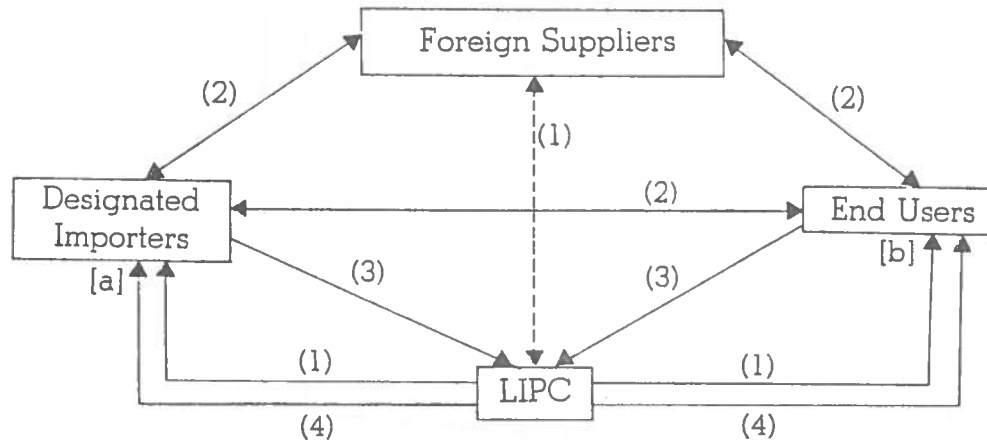 Foreign Suppliers
(2)
(2)
(1)
Designated
Importers
(2)
End Users
[a]
[b]
(3)
(3)
(1)
LIPC
(1)
(4)
(4)